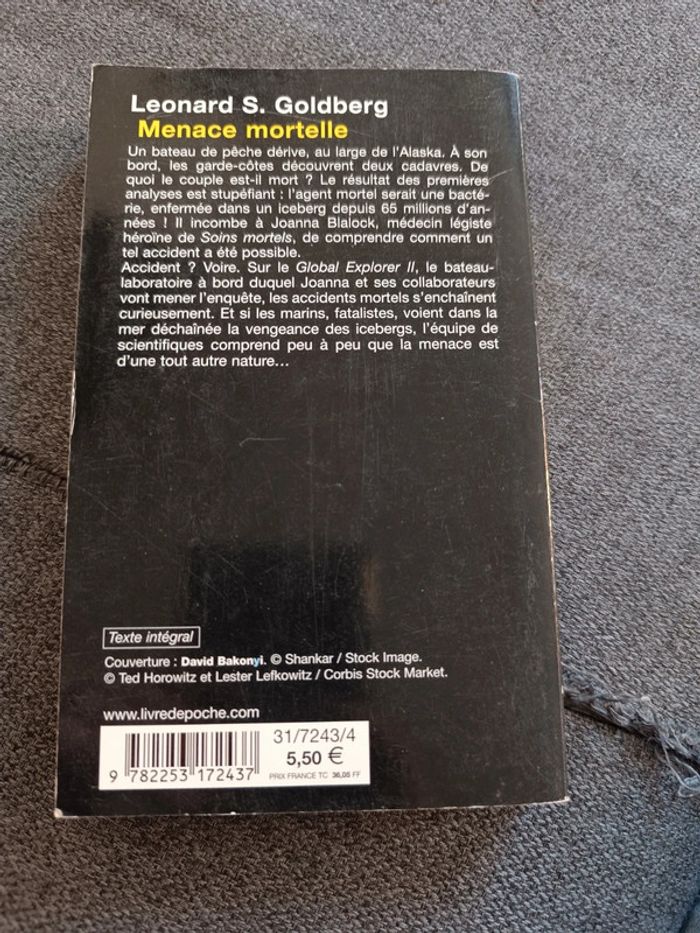 Leonard S. Goldberg
Menace mortelle
Un bateau de pêche dérive, au large de l'Alaska. À son
bord, les garde-côtes découvrent deux cadavres. De
quoi le couple est-il mort ? Le résultat des premières
analyses est stupéfiant : l'agent mortel serait une bacté-
rie, enfermée dans un iceberg depuis 65 millions d'an-
nées ! Il incombe à Joanna Blalock, médecin légiste
héroïne de Soins mortels, de comprendre comment un
tel accident a été possible.
Accident ? Voire. Sur le Global Explorer II, le bateau-
laboratoire à bord duquel Joanna et ses collaborateurs
vont mener l'enquête, les accidents mortels s'enchaînent
curieusement. Et si les marins, fatalistes, voient dans la
mer déchaînée la vengeance des icebergs, l'équipe de
scientifiques comprend peu à peu que la menace est
d'une tout autre nature...
Texte intégral
Couverture : David Bakonyi. © Shankar / Stock Image.
© Ted Horowitz et Lester Lefkowitz / Corbis Stock Market.
www.livredepoche.com
31/7243/4
5,50 €
9 782253 172437
PRIX FRANCE TC 36,05 FF